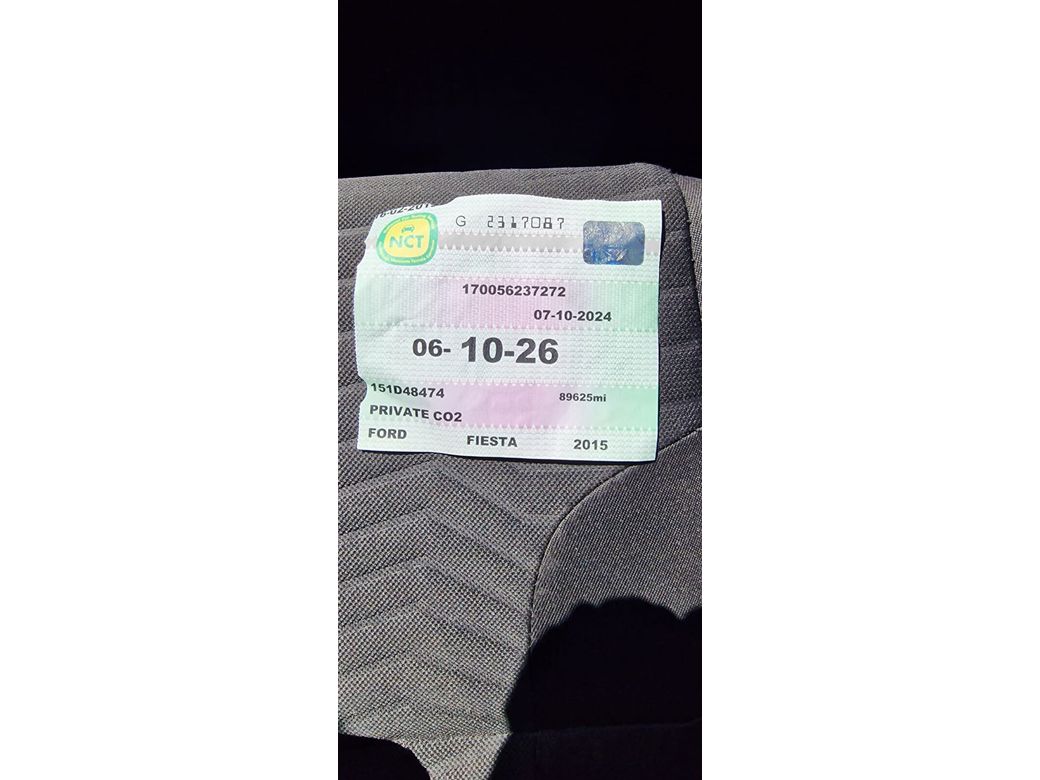 G 2317087
NCT
170056237272
07-10-2024
06- 10-26
151D48474
89625mi
PRIVATE CO2
FORD FIESTA 2015